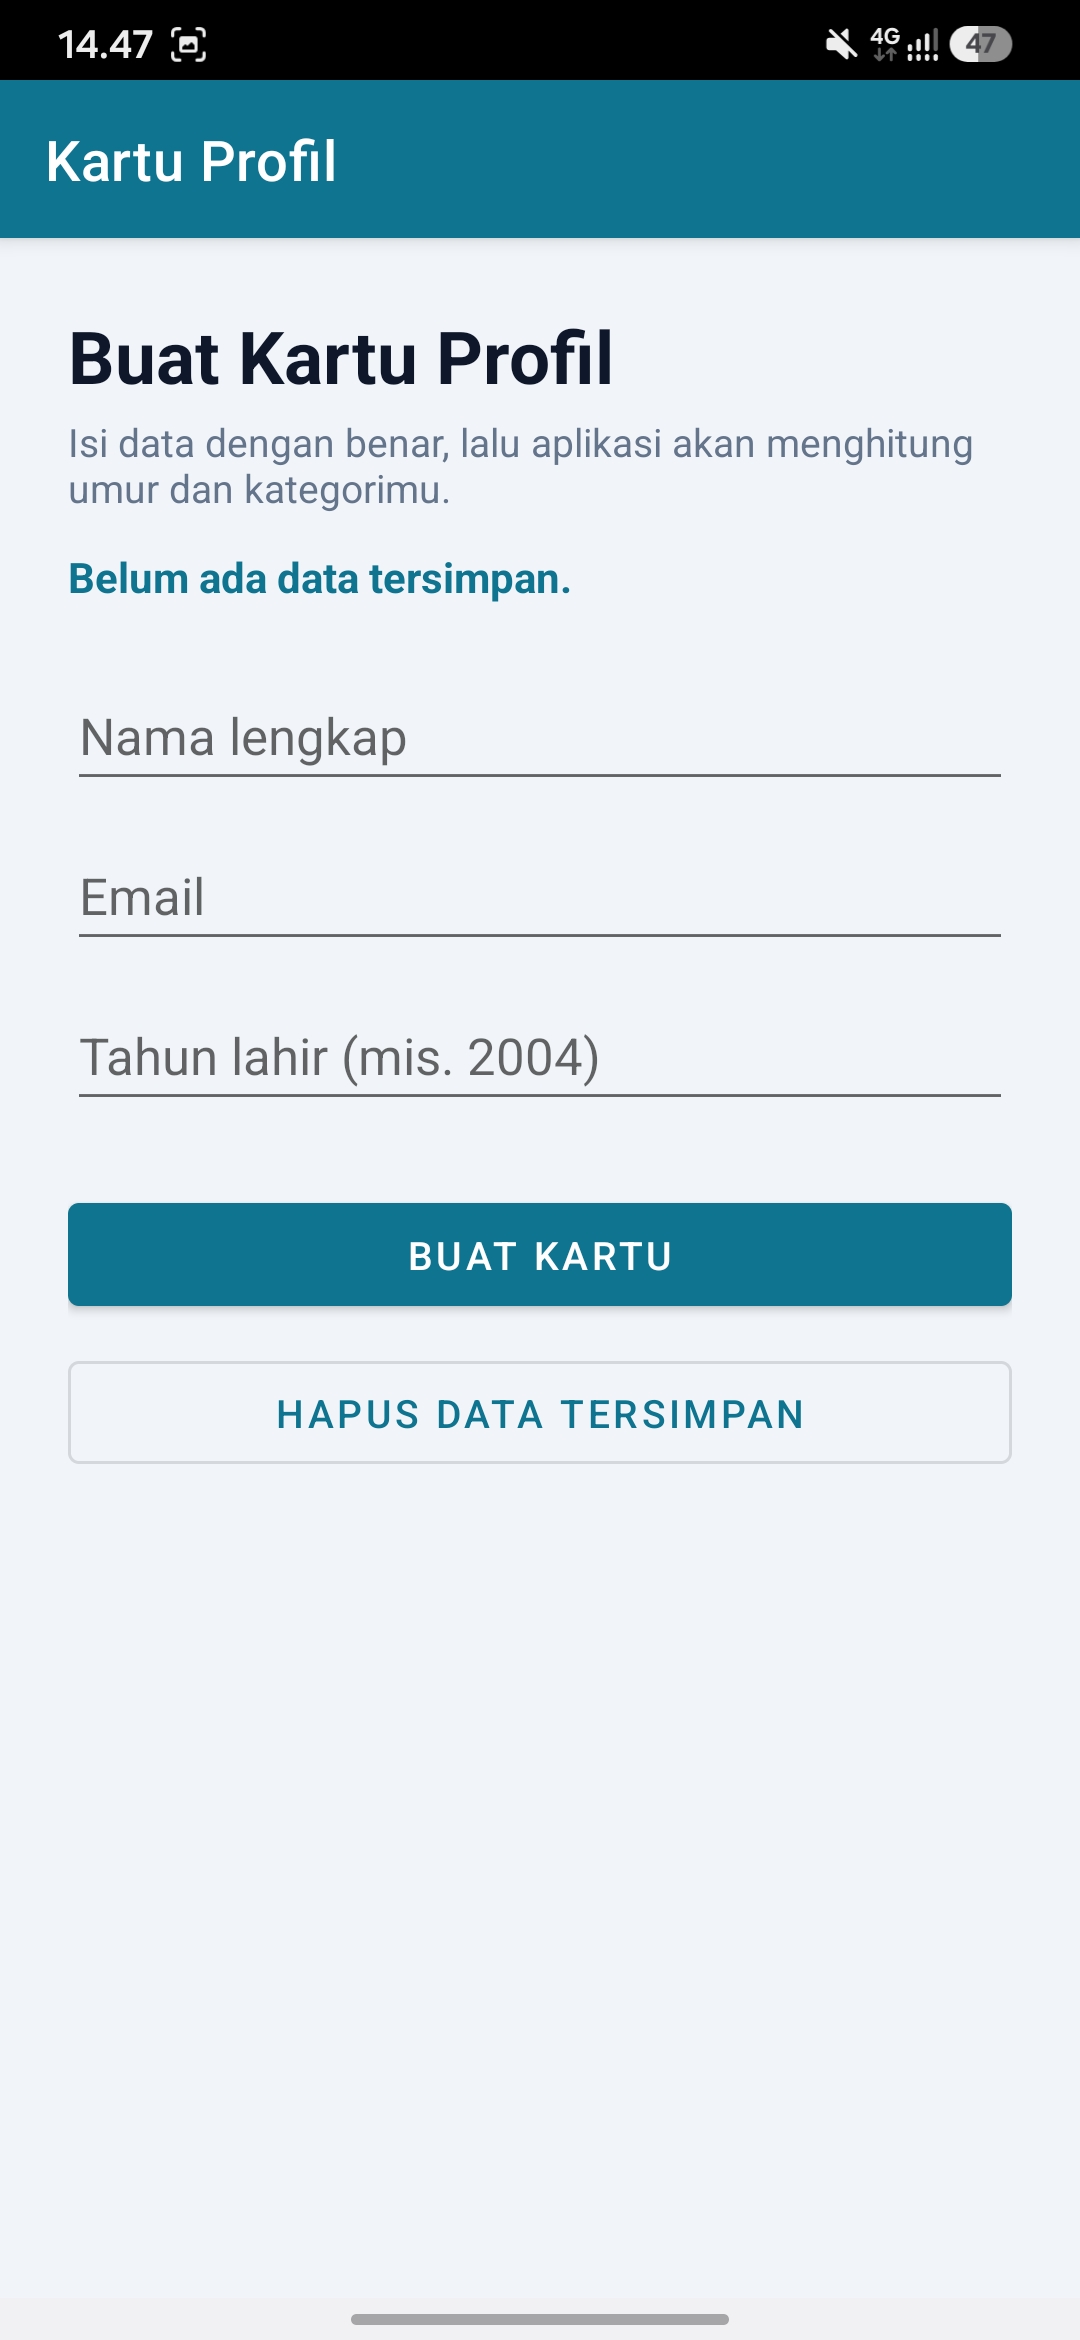 14.47
4G
47
Kartu Profil
Buat Kartu Profil
Isi data dengan benar, lalu aplikasi akan menghitung
umur dan kategorimu.
Belum ada data tersimpan.
Nama lengkap
Email
Tahun lahir (mis. 2004)
BUAT KARTU
HAPUS DATA TERSIMPAN